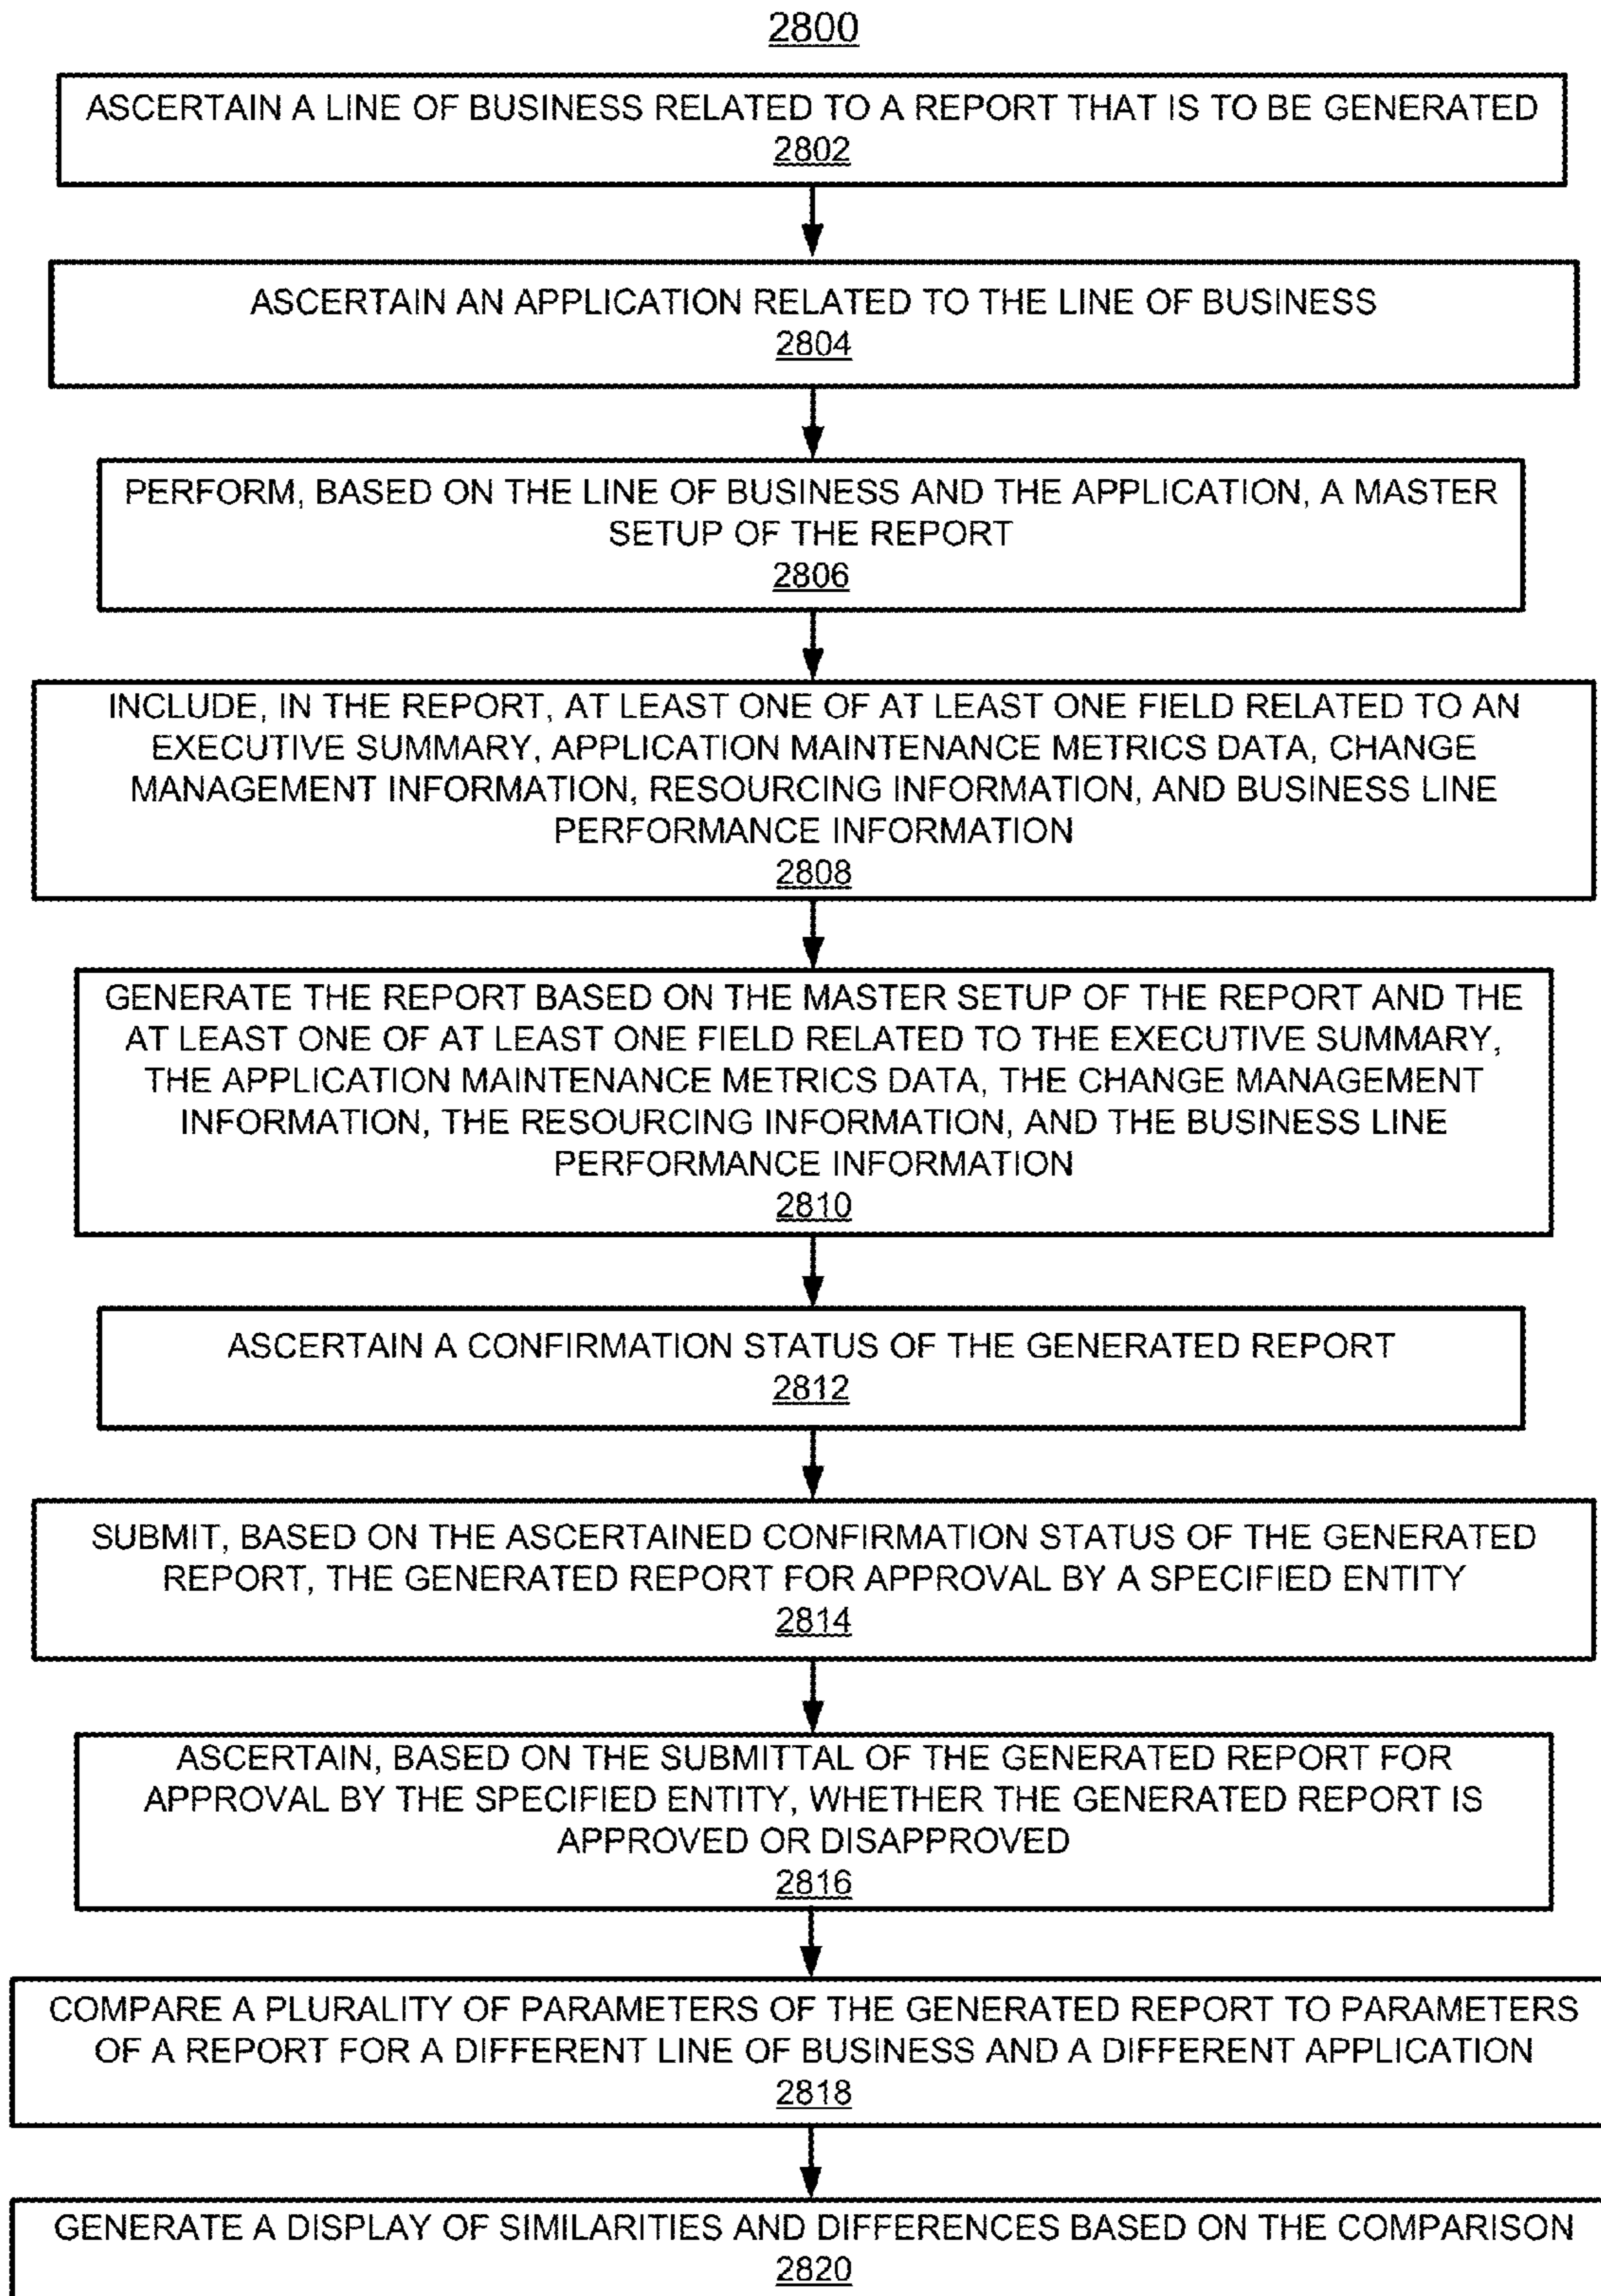 2800
ASCERTAIN A LINE OF BUSINESS RELATED TO A REPORT THAT IS TO BE GENERATED
2802
ASCERTAIN AN APPLICATION RELATED TO THE LINE OF BUSINESS
2804
PERFORM, BASED ON THE LINE OF BUSINESS AND THE APPLICATION, A MASTER
SETUP OF THE REPORT
2806
INCLUDE, IN THE REPORT, AT LEAST ONE OF AT LEAST ONE FIELD RELATED TO AN
EXECUTIVE SUMMARY, APPLICATION MAINTENANCE METRICS DATA, CHANGE
MANAGEMENT INFORMATION, RESOURCING INFORMATION, AND BUSINESS LINE
PERFORMANCE INFORMATION
2808
GENERATE THE REPORT BASED ON THE MASTER SETUP OF THE REPORT AND THE
AT LEAST ONE OF AT LEAST ONE FIELD RELATED TO THE EXECUTIVE SUMMARY,
THE APPLICATION MAINTENANCE METRICS DATA, THE CHANGE MANAGEMENT
INFORMATION, THE RESOURCING INFORMATION, AND THE BUSINESS LINE
PERFORMANCE INFORMATION
2810
ASCERTAIN A CONFIRMATION STATUS OF THE GENERATED REPORT
2812
SUBMIT, BASED ON THE ASCERTAINED CONFIRMATION STATUS OF THE GENERATED
REPORT, THE GENERATED REPORT FOR APPROVAL BY A SPECIFIED ENTITY
2814
ASCERTAIN, BASED ON THE SUBMITTAL OF THE GENERATED REPORT FOR
APPROVAL BY THE SPECIFIED ENTITY, WHETHER THE GENERATED REPORT IS
APPROVED OR DISAPPROVED
2816
COMPARE A PLURALITY OF PARAMETERS OF THE GENERATED REPORT TO PARAMETERS
OF A REPORT FOR A DIFFERENT LINE OF BUSINESS AND A DIFFERENT APPLICATION
2818
GENERATE A DISPLAY OF SIMILARITIES AND DIFFERENCES BASED ON THE COMPARISON
2820